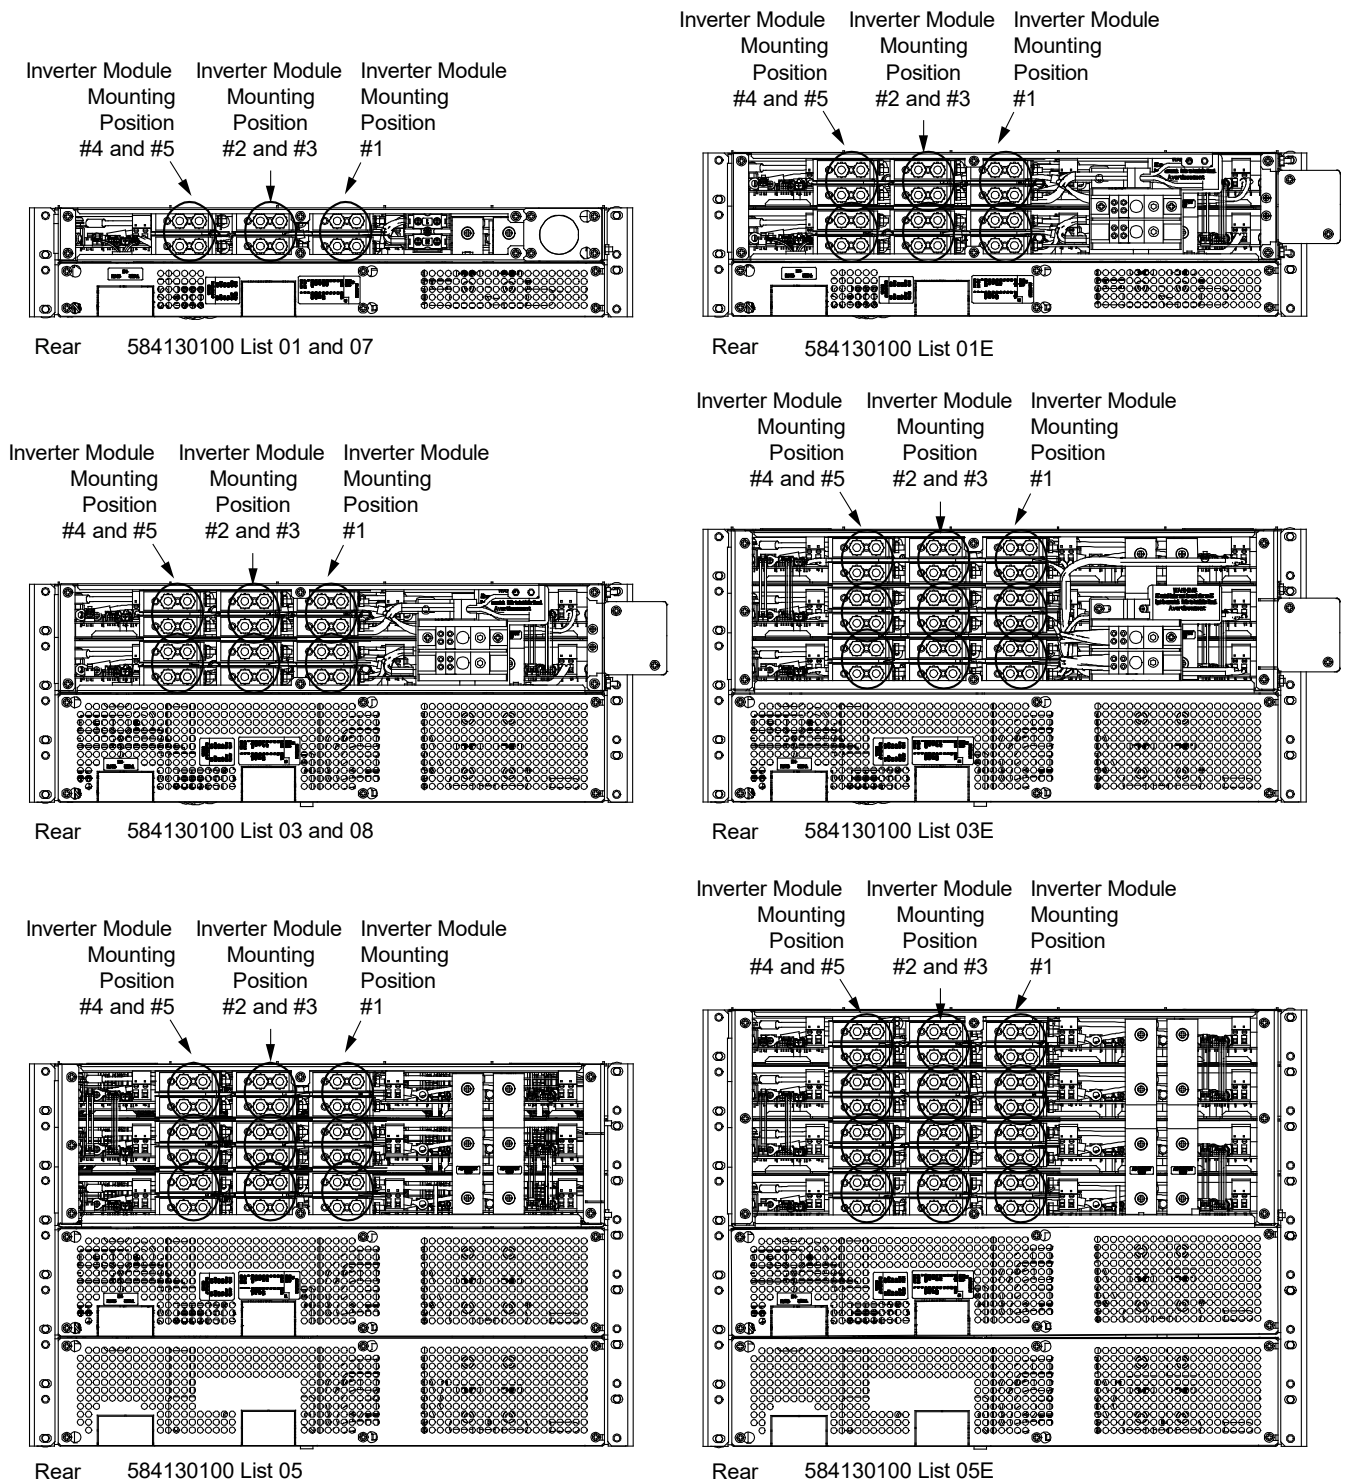 Inverter Module
Mounting
Position
#4 and #5
Inverter Module
Mounting
Position
#2 and #3
Inverter Module
Mounting
Position
#1
Rear
584130100 List 01 and 07
Inverter Module
Mounting
Position
#4 and #5
Inverter Module
Mounting
Position
#2 and #3
Inverter Module
Mounting
Position
#1
Rear
584130100 List 01E
Inverter Module
Mounting
Position
#4 and #5
Inverter Module
Mounting
Position
#2 and #3
Inverter Module
Mounting
Position
#1
Rear
584130100 List 03 and 08
Inverter Module
Mounting
Position
#4 and #5
Inverter Module
Mounting
Position
#2 and #3
Inverter Module
Mounting
Position
#1
Rear
584130100 List 03E
Inverter Module
Mounting
Position
#4 and #5
Inverter Module
Mounting
Position
#2 and #3
Inverter Module
Mounting
Position
#1
Rear
584130100 List 05
Inverter Module
Mounting
Position
#4 and #5
Inverter Module
Mounting
Position
#2 and #3
Inverter Module
Mounting
Position
#1
Rear
584130100 List 05E